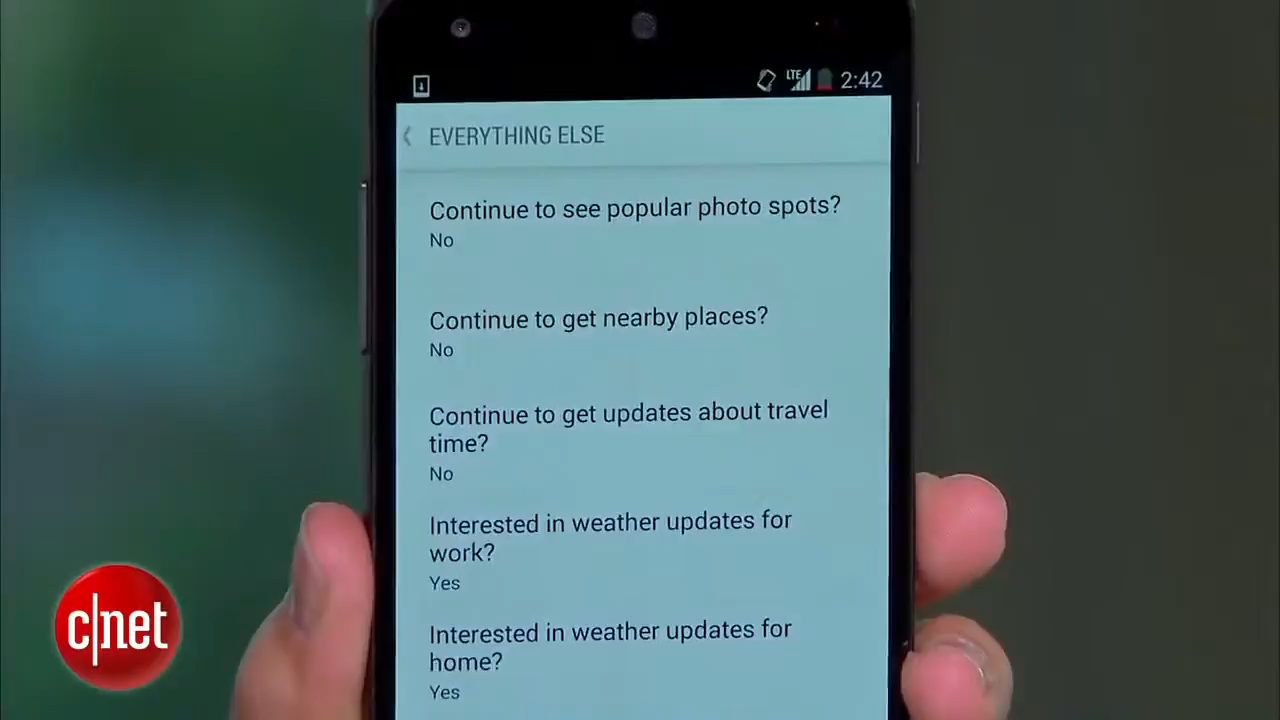 LTE 2:42
EVERYTHING ELSE
Continue to see popular photo spots?
No
Continue to get nearby places?
No
Continue to get updates about travel
time?
No
Interested in weather updates for
work?
Yes
Interested in weather updates for
home?
Yes
c|net